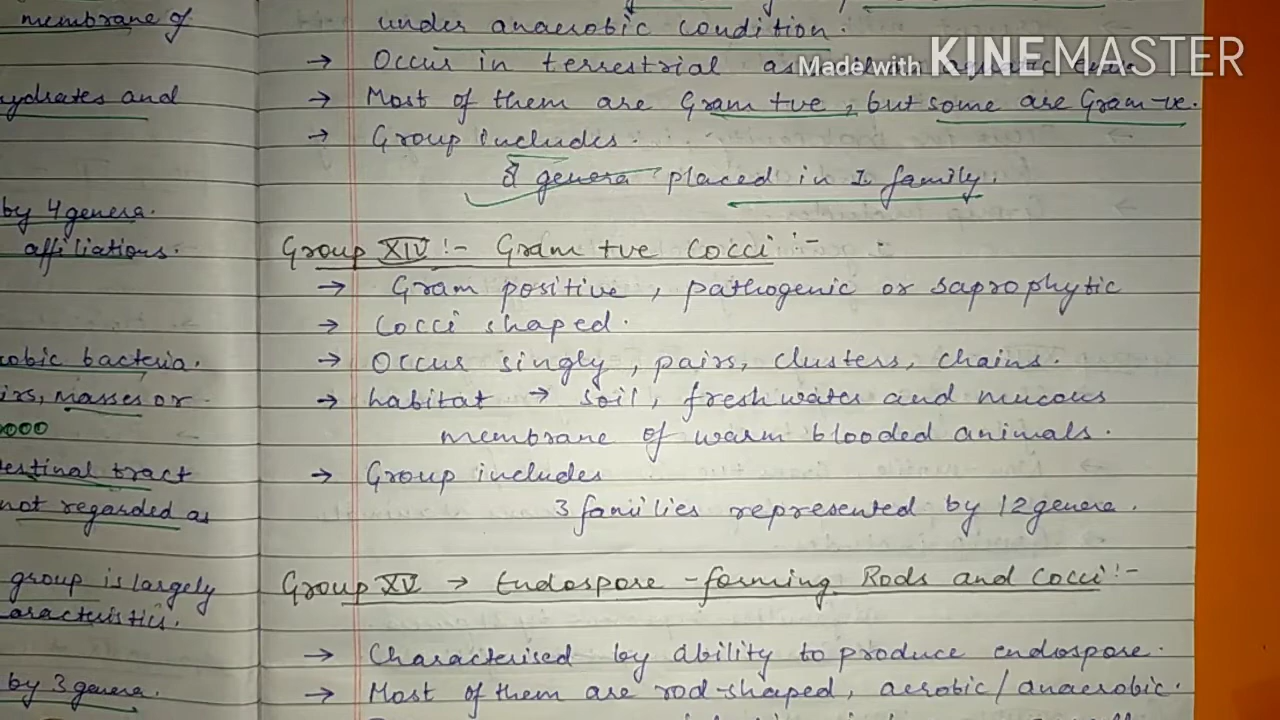 membrane of
ydrates and
by 4 genera.
affiliations.
obic bacteria.
irs, masses or
000
testinal tract
not regarded as
group is largely
aracteristics.
by 3 genera.
under anaerobic condition.
→ Occur in terrestrial as
Made with KINEMASTER
→ Most of them are Gram +ve, but some are Gram -ve.
→ Group includes.
genera placed in 1 family.
Group XIV :- Gram +ve Cocci :-
→ Gram positive, pathogenic or saprophytic
→ Cocci shaped.
→ Occur singly, pairs, clusters, chains.
→ habitat → soil, freshwater and mucous
membrane of warm blooded animals.
→ Group includes
3 families represented by 12 genera.
Group XV → Endospore - forming Rods and Cocci :-
→ Characterised by ability to produce endospore.
→ Most of them are rod-shaped, aerobic/anaerobic.